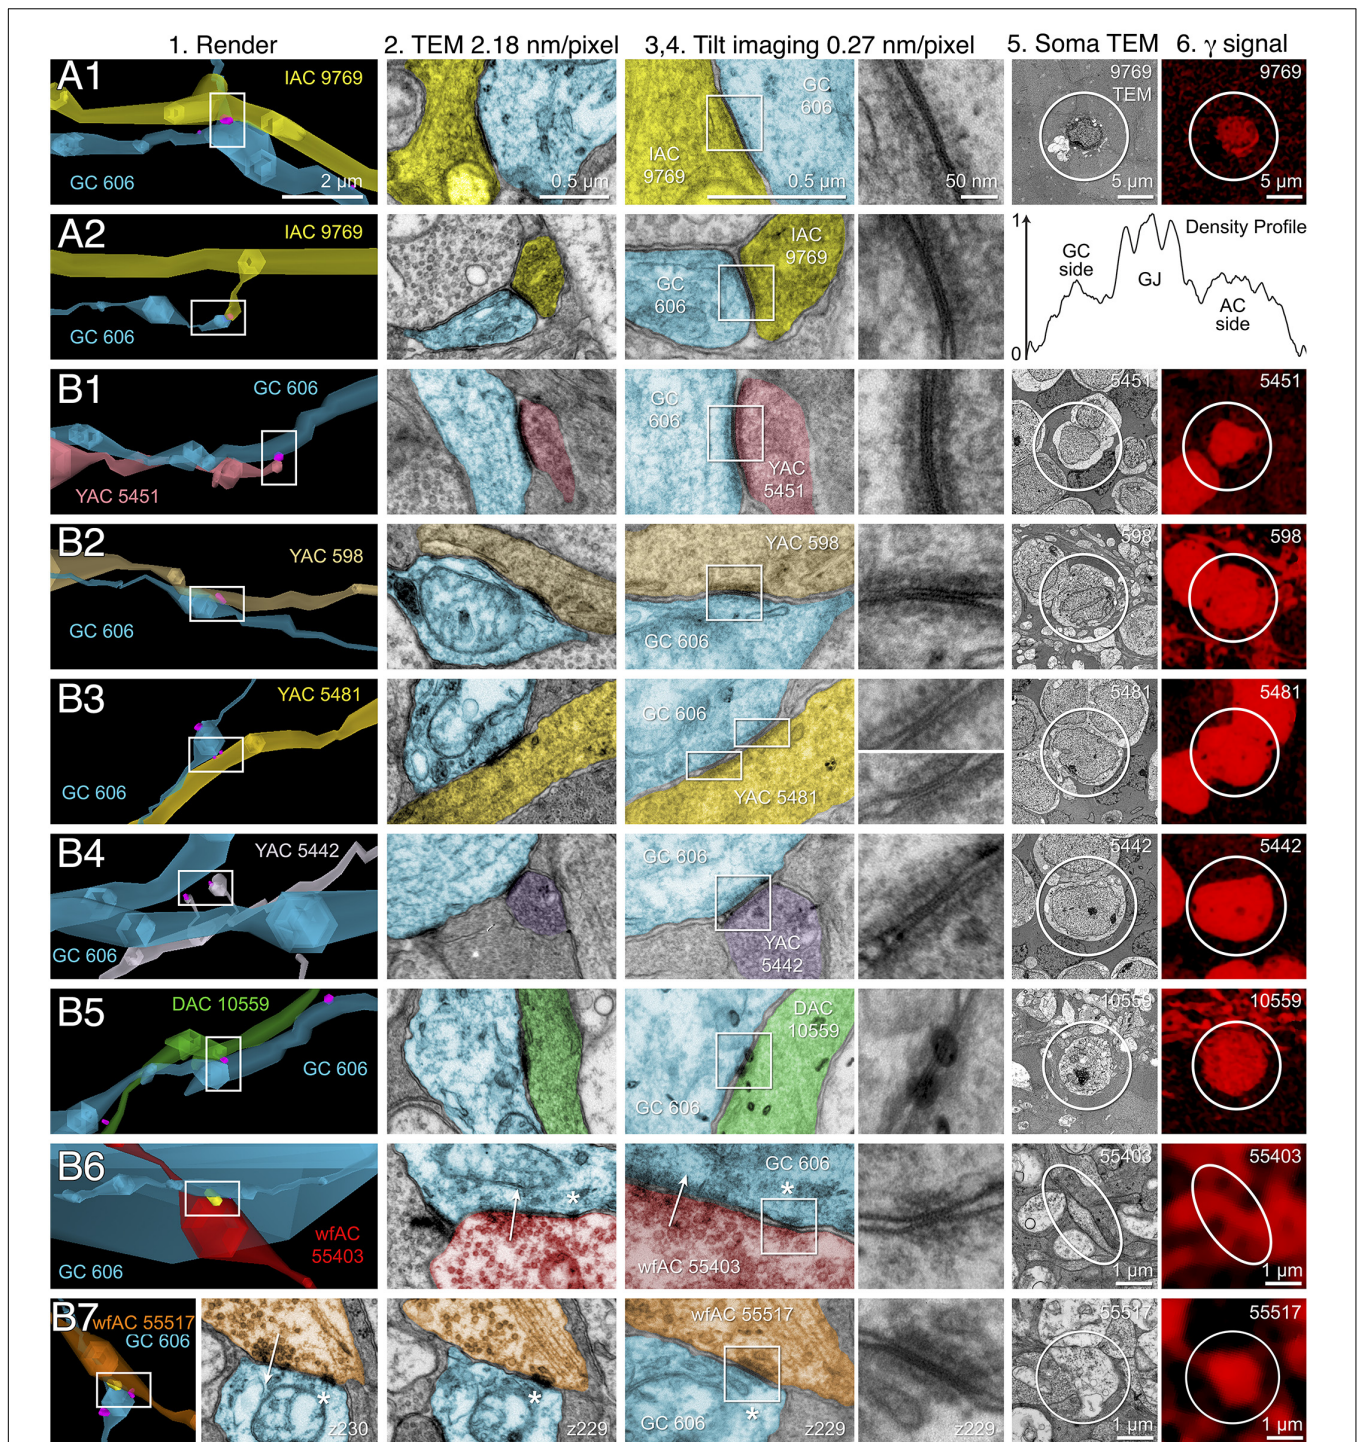 1. Render
2. TEM 2.18 nm/pixel
3,4. Tilt imaging 0.27 nm/pixel
5. Soma TEM
6. γ signal
A1
IAC 9769
GC 606
2 µm
0.5 µm
GC
606
IAC
9769
0.5 µm
50 nm
9769
TEM
5 µm
9769
5 µm
A2
IAC 9769
GC 606
IAC
9769
GC
606
1
0
Density Profile
GC
side
GJ
AC
side
B1
GC 606
YAC 5451
GC
606
YAC
5451
5451
5451
B2
YAC 598
GC 606
YAC 598
GC 606
598
598
B3
YAC 5481
GC 606
GC 606
YAC 5481
5481
5481
B4
YAC 5442
GC 606
GC 606
YAC
5442
5442
5442
B5
DAC 10559
GC 606
DAC
10559
GC 606
10559
10559
B6
wfAC
55403
GC 606
*
GC 606
*
wfAC 55403
55403
1 µm
55403
1 µm
B7
wfAC 55517
GC 606
*
z230
*
z229
wfAC 55517
GC 606
*
z229
z229
55517
1 µm
55517
1 µm